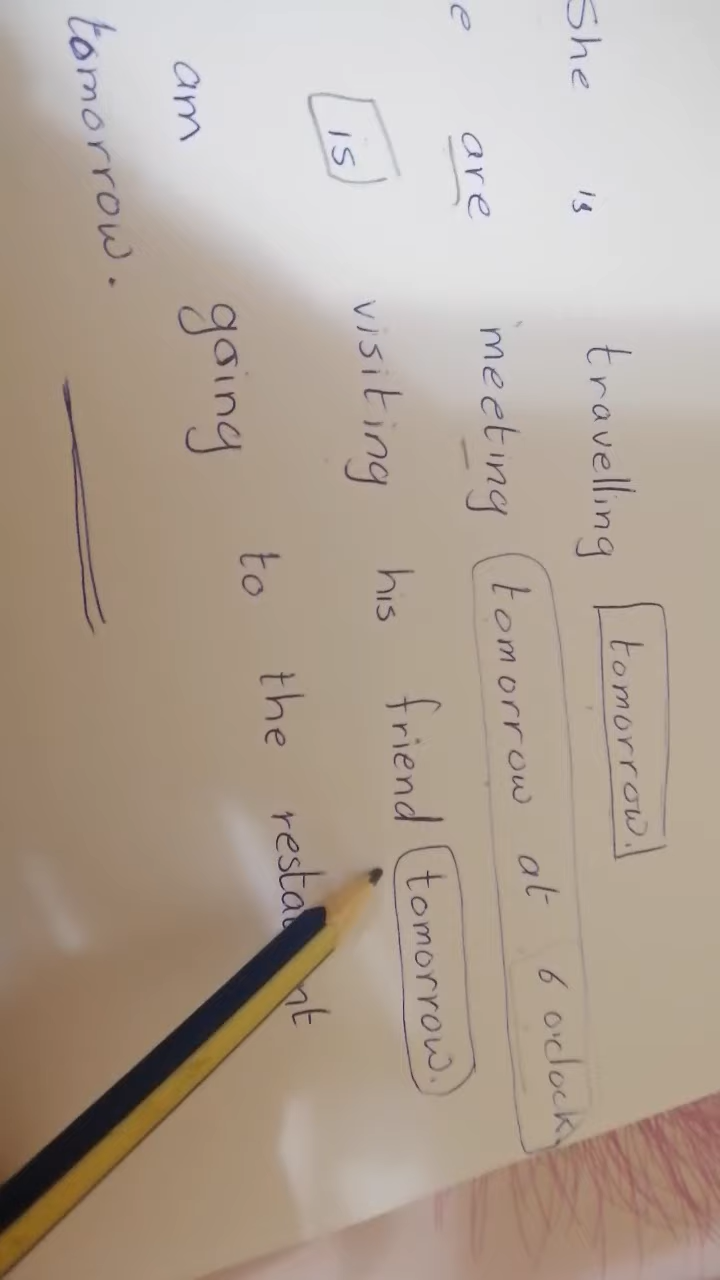 She is travelling tomorrow.
e are meeting tomorrow at 6 o'clock.
is visiting his friend tomorrow.
am going to the
tomorrow.